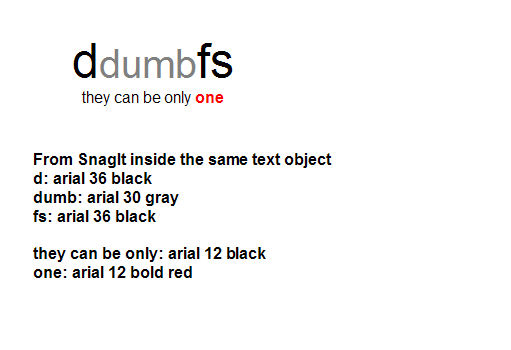 ddumbfs
they can be only one
From SnagIt inside the same text object
d: arial 36 black
dumb: arial 30 gray
fs: arial 36 black
they can be only: arial 12 black
one: arial 12 bold red